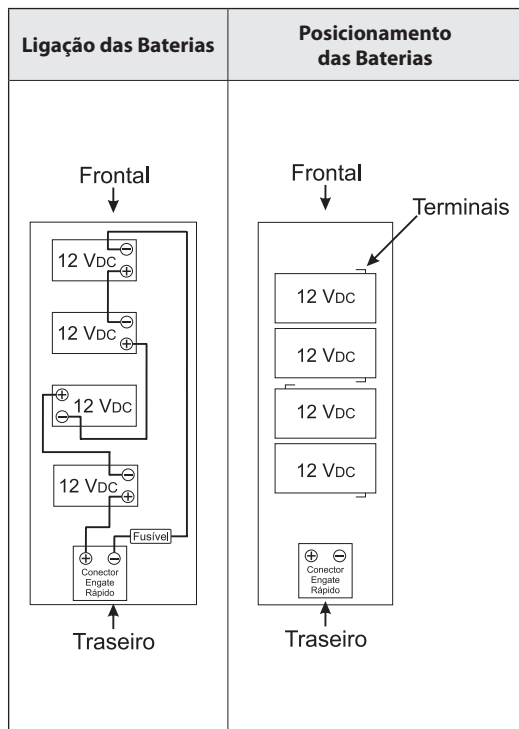 Ligação das Baterias
Posicionamento
das Baterias
Frontal
⊖
12 VDC
⊕
⊖
12 VDC
⊕
⊕
12 VDC
⊖
⊖
12 VDC
⊕
Fusível
⊕ ⊖
Conector
Engate
Rápido
Traseiro
Frontal
Terminais
12 VDC
12 VDC
12 VDC
12 VDC
⊕ ⊖
Conector
Engate
Rápido
Traseiro